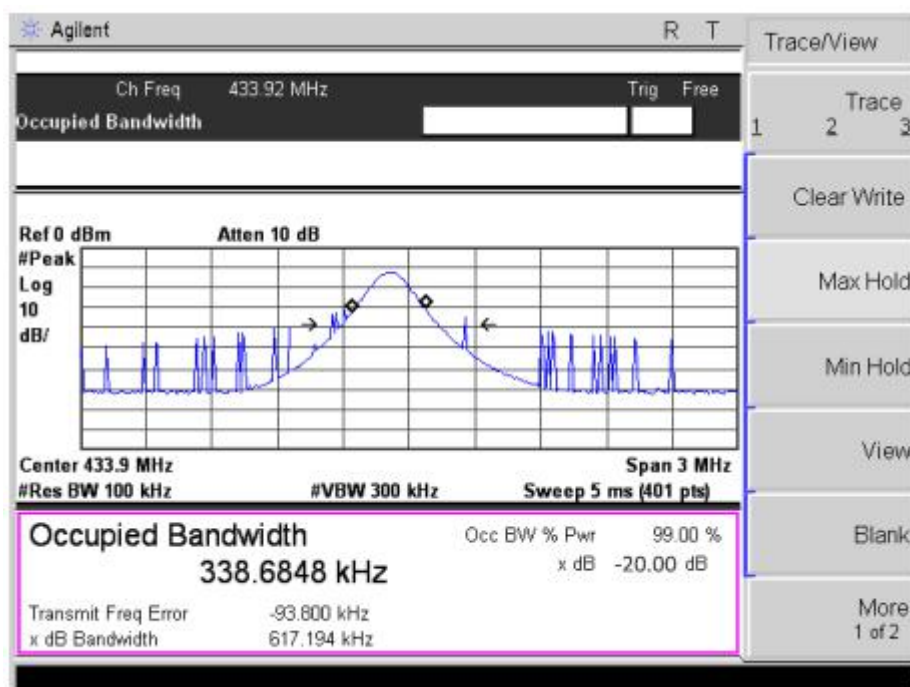 Agilent R T
Trace/View
Ch Freq 433.92 MHz Trig Free
Occupied Bandwidth
Trace
1 2 3
Clear Write
Max Hold
Min Hold
View
Blank
More
1 of 2
Ref 0 dBm Atten 10 dB
#Peak
Log
10
dB/
Center 433.9 MHz Span 3 MHz
#Res BW 100 kHz #VBW 300 kHz Sweep 5 ms (401 pts)
Occupied Bandwidth Occ BW % Pwr 99.00 %
338.6848 kHz x dB -20.00 dB
Transmit Freq Error -93.800 kHz
x dB Bandwidth 617.194 kHz